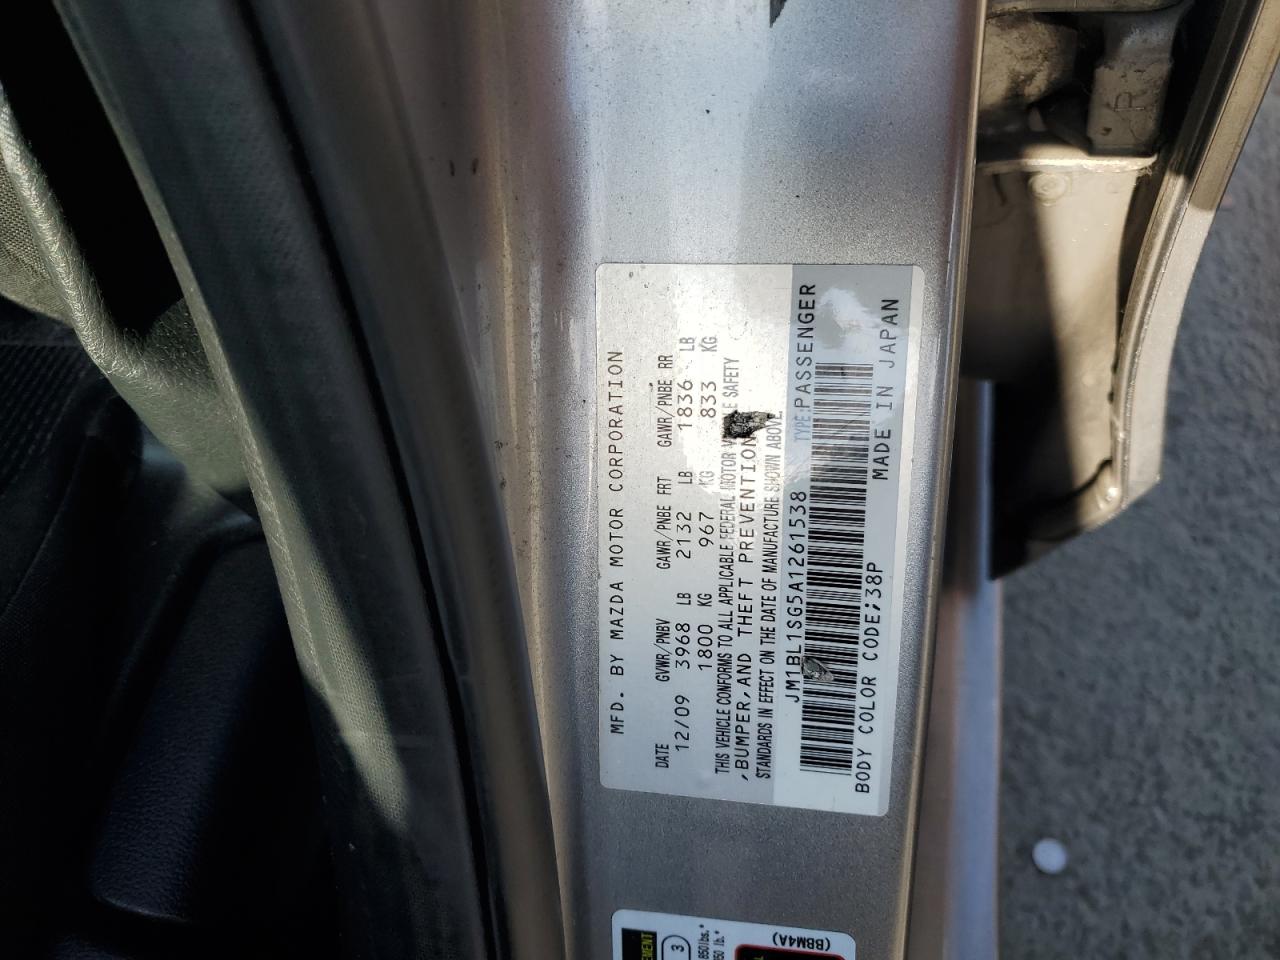 MFD. BY MAZDA MOTOR CORPORATION
DATE GVWR/PNBV GAWR/PNBE FRT GAWR/PNBE RR
12/09 3968 LB 2132 LB 1836 LB
1800 KG 967 KG 833 KG
THIS VEHICLE CONFORMS TO ALL APPLICABLE FEDERAL MOTOR SAFETY
,BUMPER,AND THEFT PREVENTION
STANDARDS IN EFFECT ON THE DATE OF MANUFACTURE SHOWN ABOVE.
JM1BL1SG5A1261538 TYPE:PASSENGER
BODY COLOR CODE;38P MADE IN JAPAN
3
850lbs.*
(BBM4A)
R